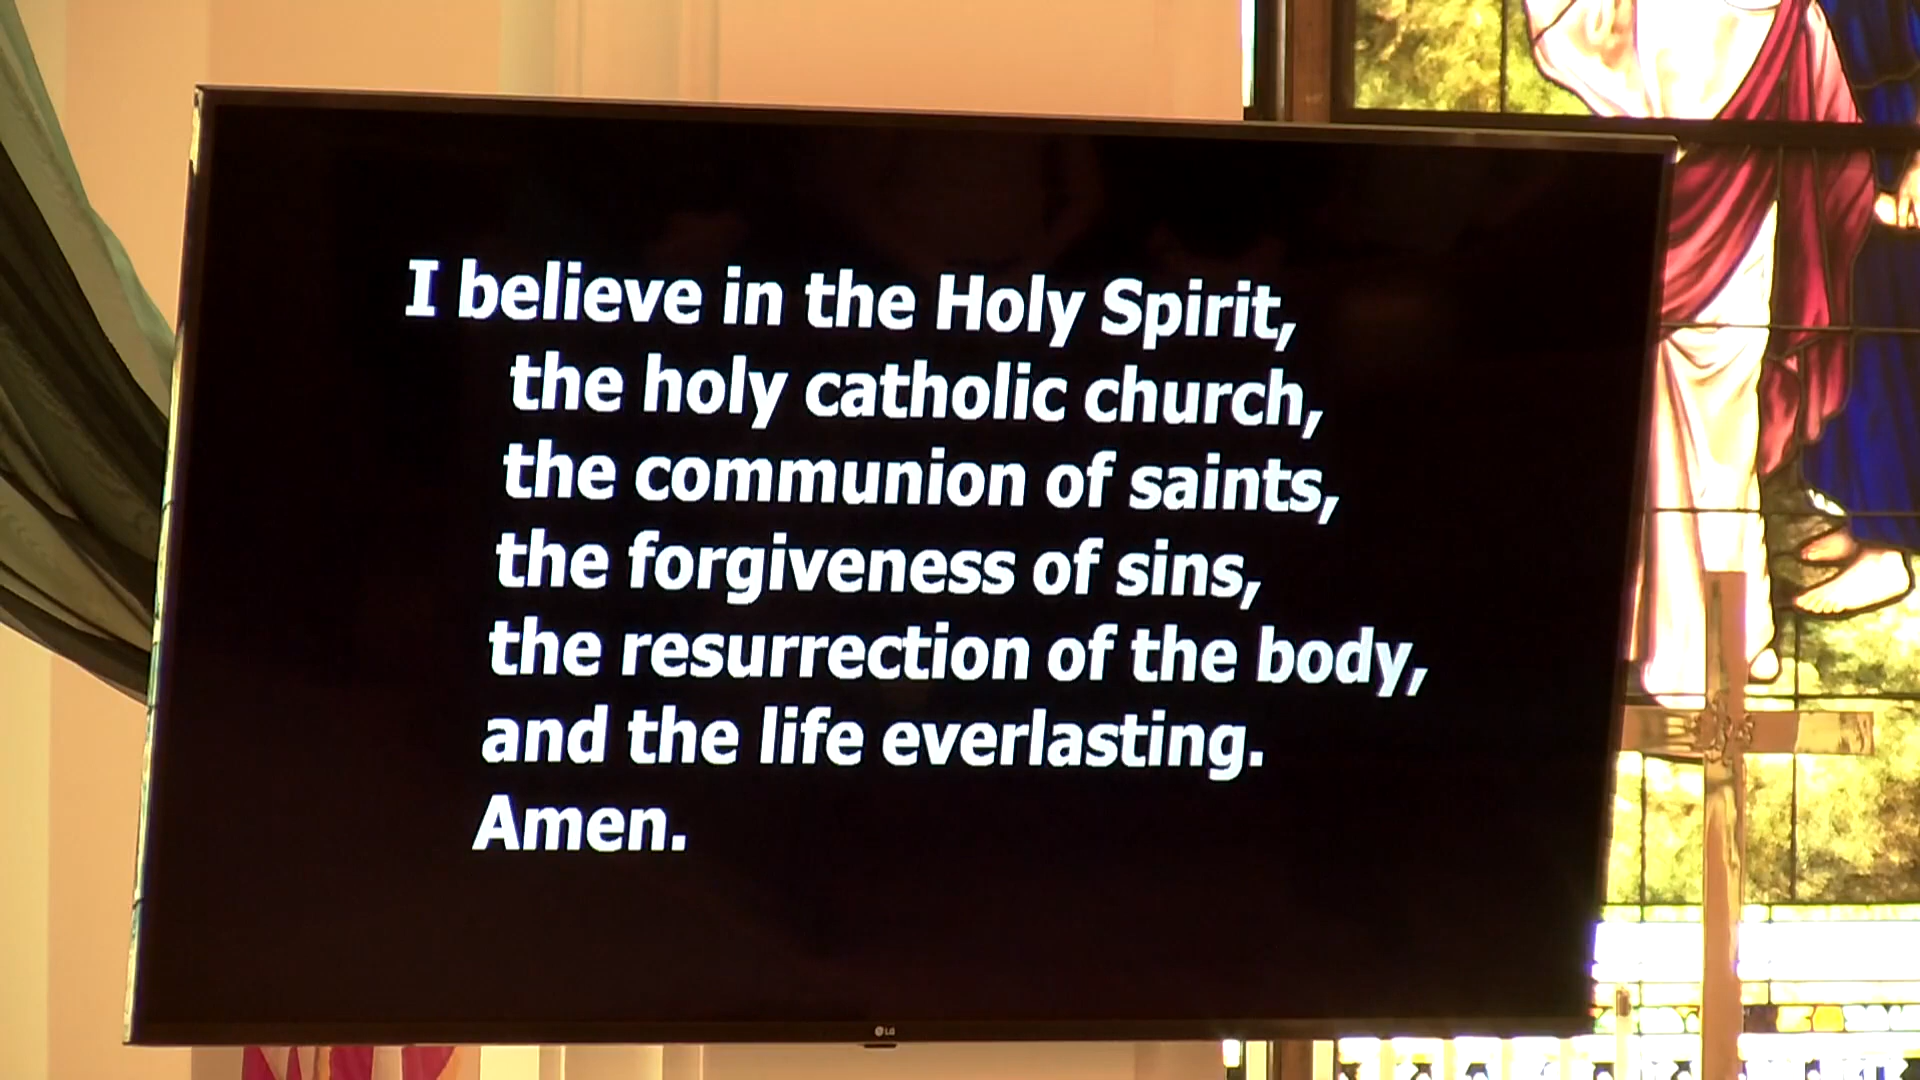 I believe in the Holy Spirit,
the holy catholic church,
the communion of saints,
the forgiveness of sins,
the resurrection of the body,
and the life everlasting.
Amen.
LG